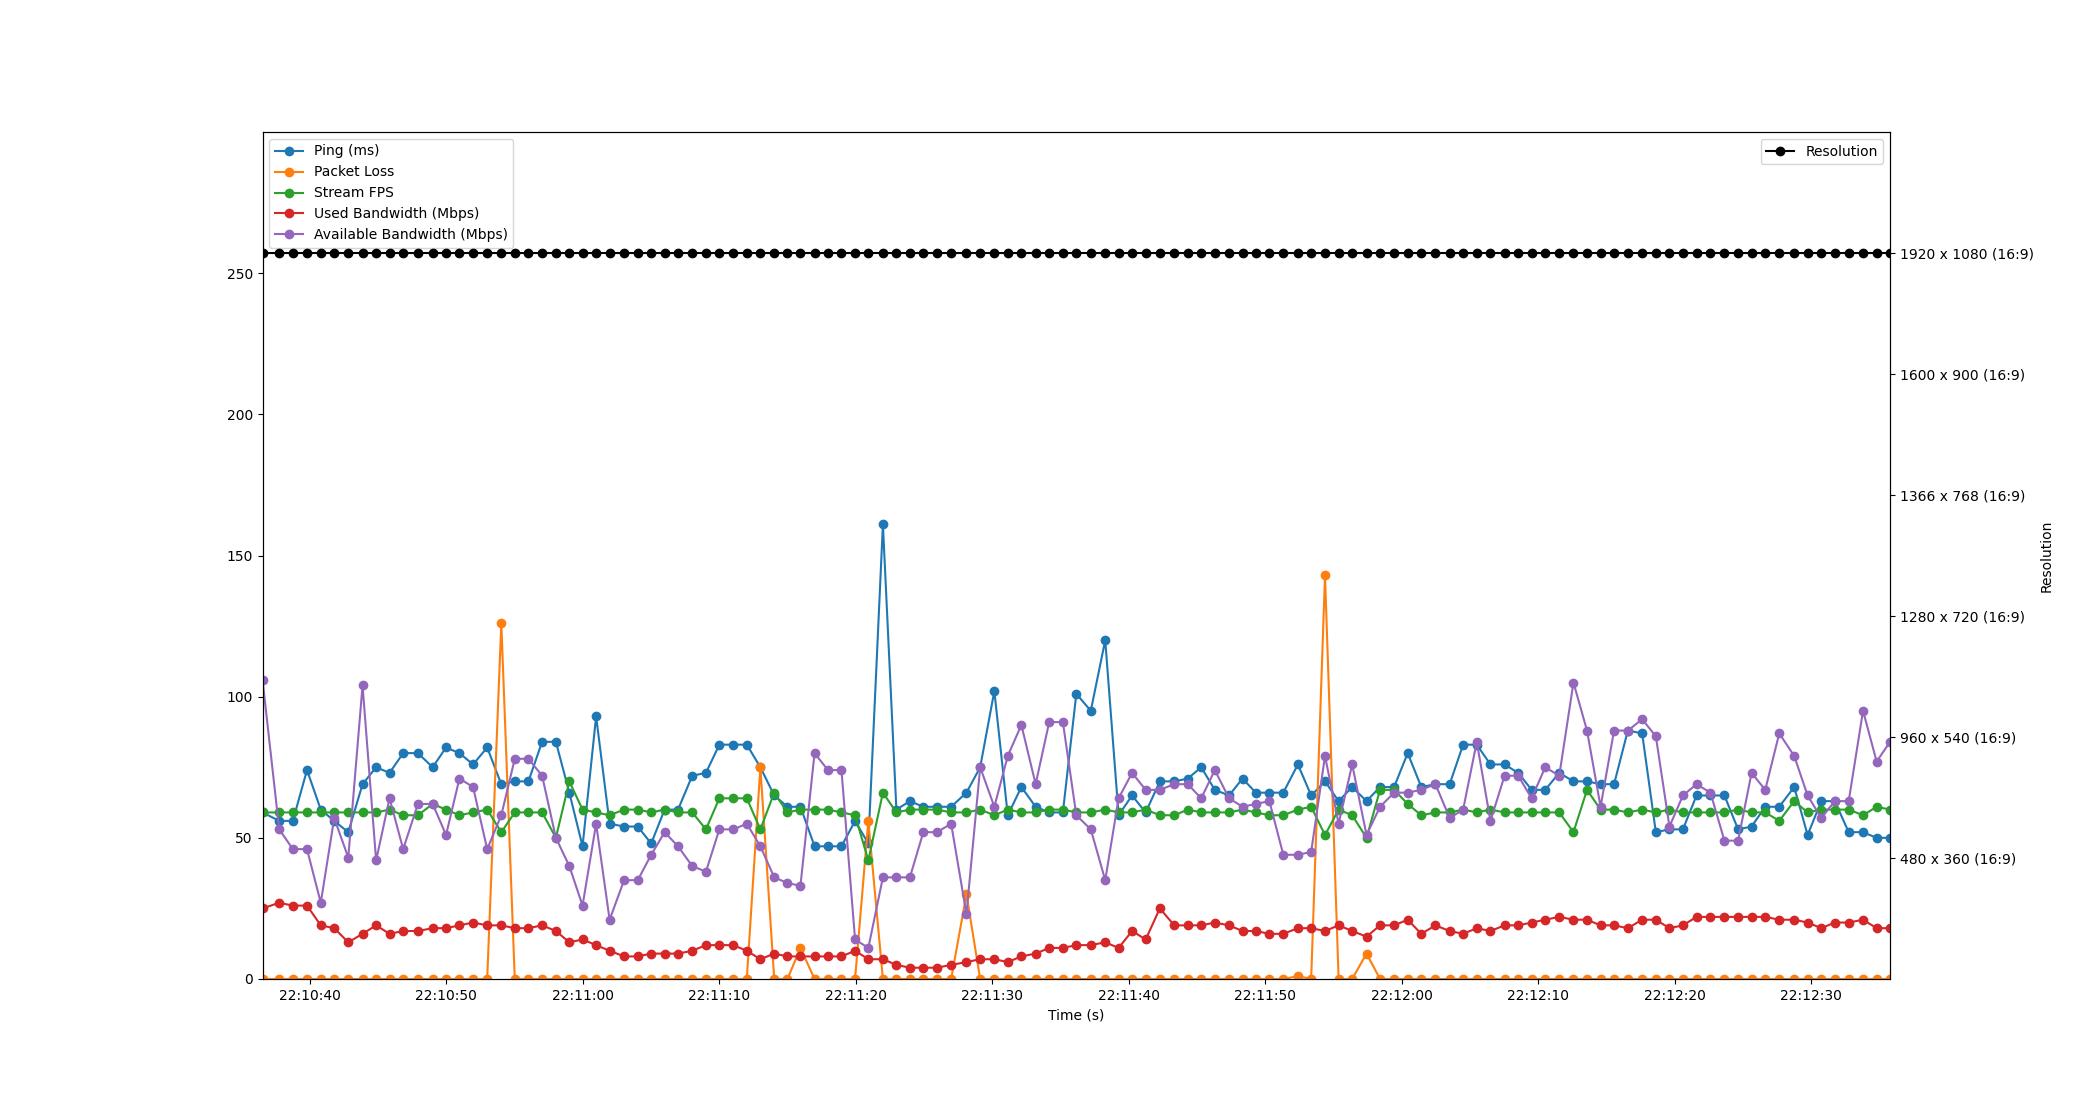 Ping (ms)
Packet Loss
Stream FPS
Used Bandwidth (Mbps)
Available Bandwidth (Mbps)
Resolution
250
200
150
100
50
0
1920 x 1080 (16:9)
1600 x 900 (16:9)
1366 x 768 (16:9)
1280 x 720 (16:9)
960 x 540 (16:9)
480 x 360 (16:9)
Resolution
22:10:40 22:10:50 22:11:00 22:11:10 22:11:20 22:11:30 22:11:40 22:11:50 22:12:00 22:12:10 22:12:20 22:12:30
Time (s)